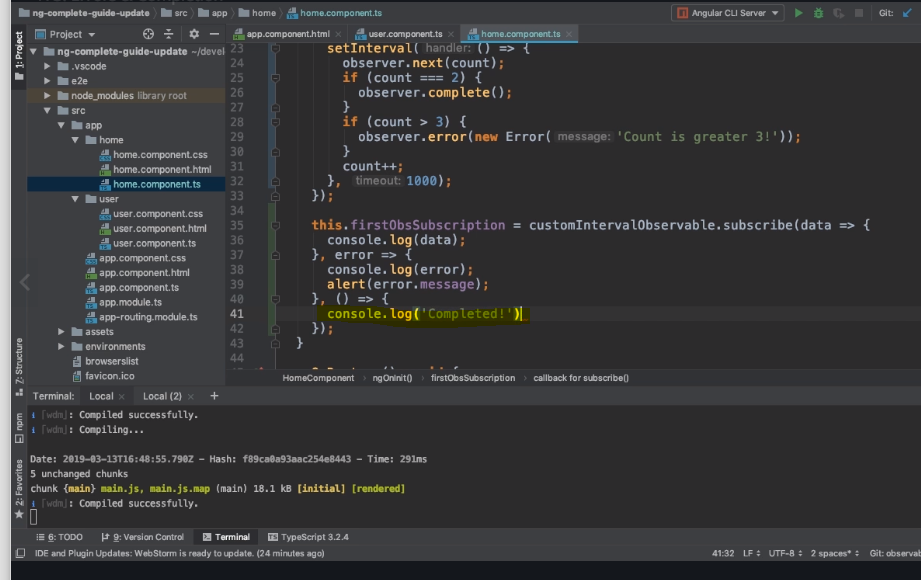 ng-complete-guide-update src app home home.component.ts Angular CLI Server Git:
Project app.component.html user.component.ts home.component.ts
1: Project
ng-complete-guide-update ~/devel
.vscode
e2e
node_modules library root
src
app
home
home.component.css
home.component.html
home.component.ts
user
user.component.css
user.component.html
user.component.ts
app.component.css
app.component.html
app.component.ts
app.module.ts
app-routing.module.ts
assets
environments
browserslist
favicon.ico
23 setInterval( handler: () => {
24 observer.next(count);
25 if (count === 2) {
26 observer.complete();
27 }
28 if (count > 3) {
29 observer.error(new Error( message: 'Count is greater 3!'));
30 }
31 count++;
32 }, timeout: 1000);
33 });
34
35 this.firstObsSubscription = customIntervalObservable.subscribe(data => {
36 console.log(data);
37 }, error => {
38 console.log(error);
39 alert(error.message);
40 }, () => {
41 console.log('Completed!')
42 });
43 }
44
HomeComponent ngOnInit() firstObsSubscription callback for subscribe()
7: Structure
npm
2: Favorites
Terminal: Local × Local (2) × +
i ｢wdm｣: Compiled successfully.
i ｢wdm｣: Compiling...
Date: 2019-03-13T16:48:55.790Z - Hash: f89ca0a93aac254e8443 - Time: 291ms
5 unchanged chunks
chunk {main} main.js, main.js.map (main) 18.1 kB [initial] [rendered]
i ｢wdm｣: Compiled successfully.
6: TODO 9: Version Control Terminal TypeScript 3.2.4
IDE and Plugin Updates: WebStorm is ready to update. (24 minutes ago) 41:32 LF UTF-8 2 spaces* Git: observab